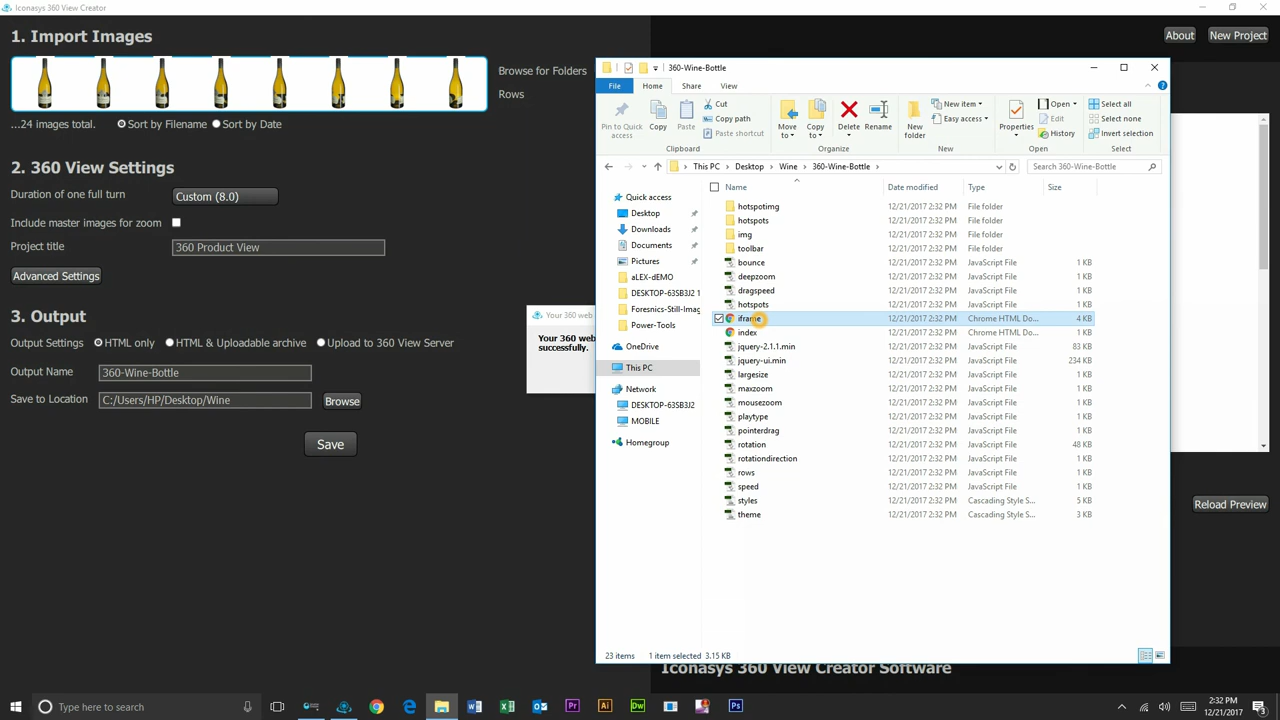 Iconasys 360 View Creator
1. Import Images
About
New Project
Browse for Folders
Rows
...24 images total.
Sort by Filename
Sort by Date
2. 360 View Settings
Duration of one full turn
Custom (8.0)
Include master images for zoom
Project title
360 Product View
Advanced Settings
3. Output
Output Settings
HTML only
HTML & Uploadable archive
Upload to 360 View Server
Output Name
360-Wine-Bottle
Save to Location
C:/Users/HP/Desktop/Wine
Browse
Save
Your 360 web
Your 360 web
successfully.
360-Wine-Bottle
File
Home
Share
View
Pin to Quick
access
Copy
Paste
Cut
Copy path
Paste shortcut
Clipboard
Move
to
Copy
to
Delete
Rename
Organize
New
folder
New item
Easy access
New
Properties
Open
Edit
History
Open
Select all
Select none
Invert selection
Select
This PC
Desktop
Wine
360-Wine-Bottle
Search 360-Wine-Bottle
Quick access
Desktop
Downloads
Documents
Pictures
aLEX-dEMO
DESKTOP-63SB3J2 1
Foresnics-Still-Imag
Power-Tools
OneDrive
This PC
Network
DESKTOP-63SB3J2
MOBILE
Homegroup
Name Date modified Type Size
hotspotimg 12/21/2017 2:32 PM File folder
hotspots 12/21/2017 2:32 PM File folder
img 12/21/2017 2:32 PM File folder
toolbar 12/21/2017 2:32 PM File folder
bounce 12/21/2017 2:32 PM JavaScript File 1 KB
deepzoom 12/21/2017 2:32 PM JavaScript File 1 KB
dragspeed 12/21/2017 2:32 PM JavaScript File 1 KB
hotspots 12/21/2017 2:32 PM JavaScript File 1 KB
iframe 12/21/2017 2:32 PM Chrome HTML Do... 4 KB
index 12/21/2017 2:32 PM Chrome HTML Do... 1 KB
jquery-2.1.1.min 12/21/2017 2:32 PM JavaScript File 83 KB
jquery-ui.min 12/21/2017 2:32 PM JavaScript File 234 KB
largesize 12/21/2017 2:32 PM JavaScript File 1 KB
maxzoom 12/21/2017 2:32 PM JavaScript File 1 KB
mousezoom 12/21/2017 2:32 PM JavaScript File 1 KB
playtype 12/21/2017 2:32 PM JavaScript File 1 KB
pointerdrag 12/21/2017 2:32 PM JavaScript File 1 KB
rotation 12/21/2017 2:32 PM JavaScript File 48 KB
rotationdirection 12/21/2017 2:32 PM JavaScript File 1 KB
rows 12/21/2017 2:32 PM JavaScript File 1 KB
speed 12/21/2017 2:32 PM JavaScript File 1 KB
styles 12/21/2017 2:32 PM Cascading Style S... 5 KB
theme 12/21/2017 2:32 PM Cascading Style S... 3 KB
23 items
1 item selected 3.15 KB
Reload Preview
Iconasys 360 View Creator Software
Type here to search
2:32 PM
12/21/2017